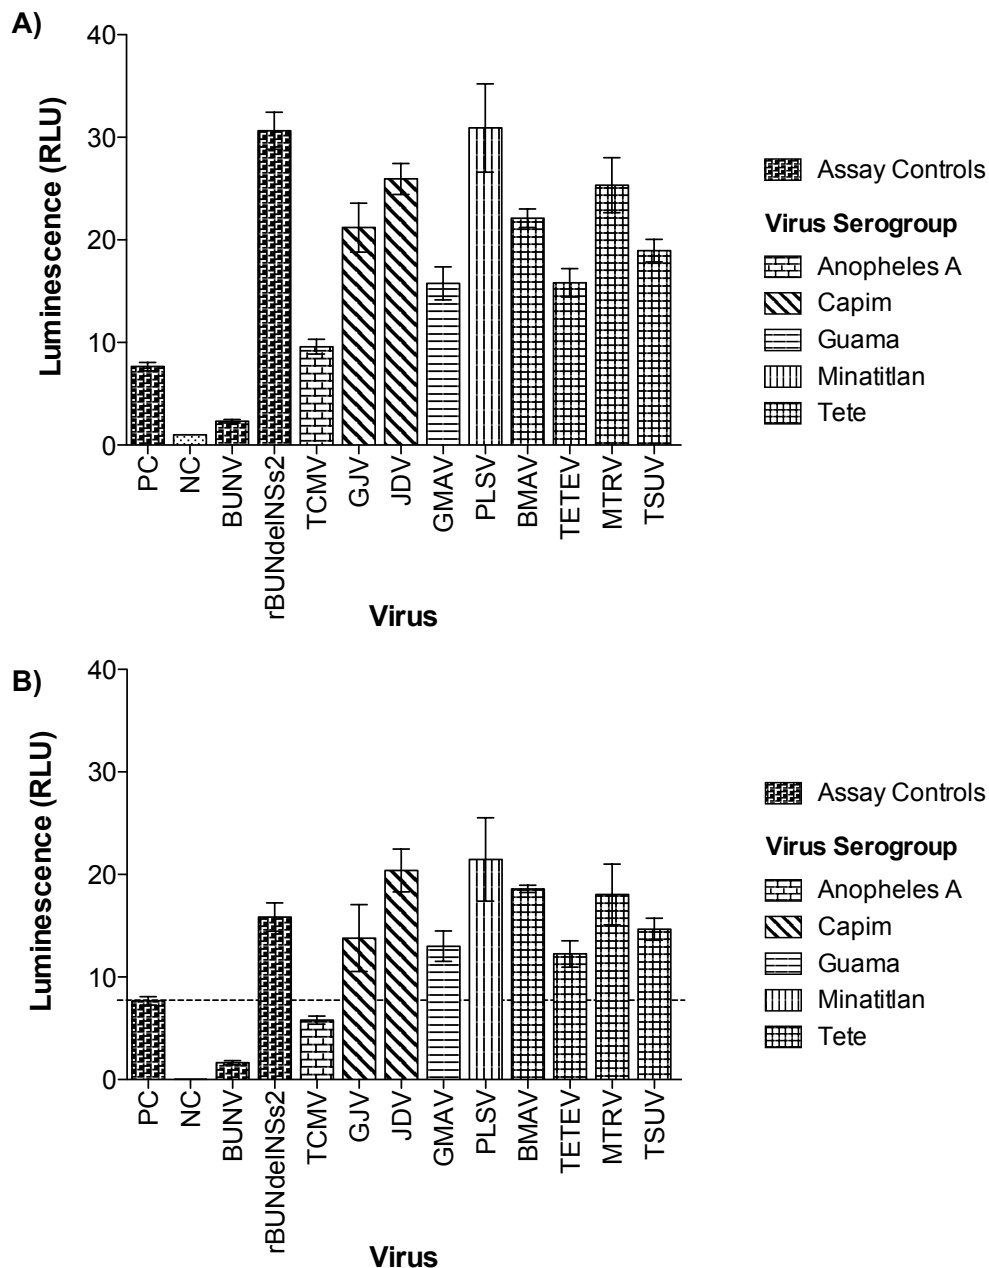 A)
Luminescence (RLU)
40
30
20
10
0
PC
NC
BUNV
rBUNdelNSs2
TCMV
GJV
JDV
GMAV
PLSV
BMAV
TETEV
MTRV
TSUV
Virus
Assay Controls
Virus Serogroup
Anopheles A
Capim
Guama
Minatitlan
Tete
B)
Luminescence (RLU)
40
30
20
10
0
PC
NC
BUNV
rBUNdelNSs2
TCMV
GJV
JDV
GMAV
PLSV
BMAV
TETEV
MTRV
TSUV
Virus
Assay Controls
Virus Serogroup
Anopheles A
Capim
Guama
Minatitlan
Tete